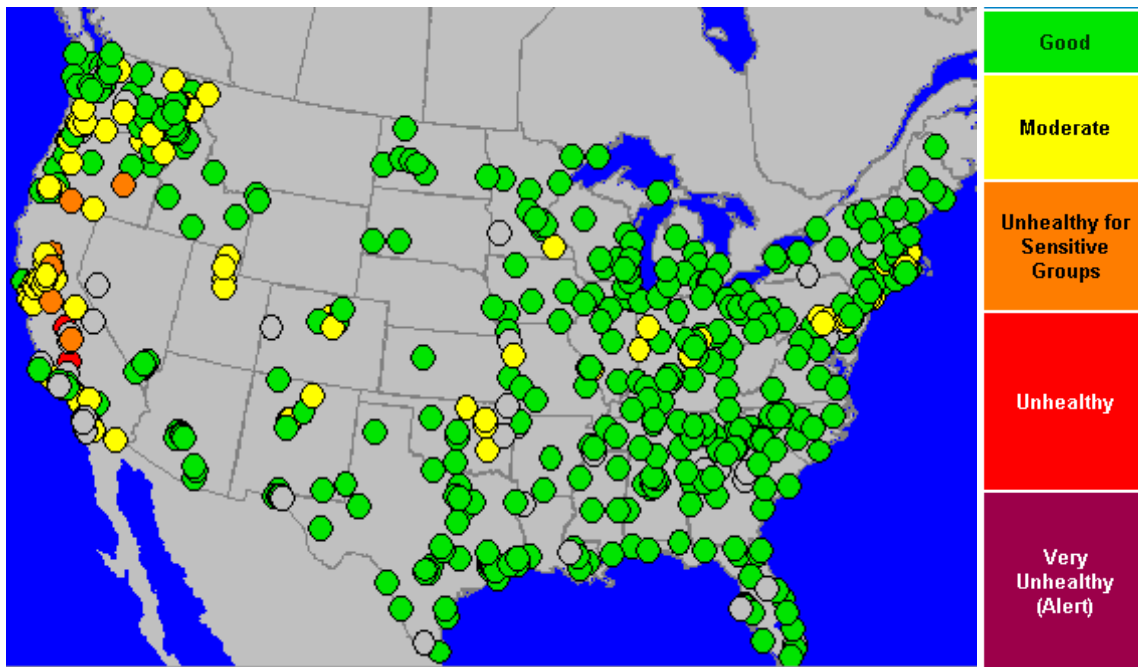 Good
Moderate
Unhealthy for
Sensitive
Groups
Unhealthy
Very
Unhealthy
(Alert)